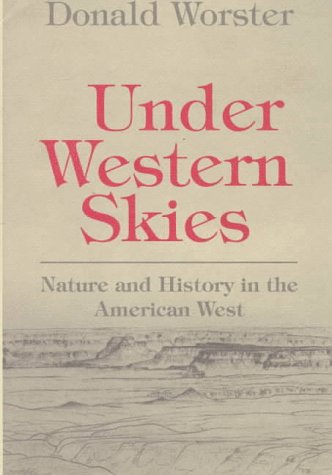 Donald Worster
Under
Western
Skies
Nature and History in the
American West